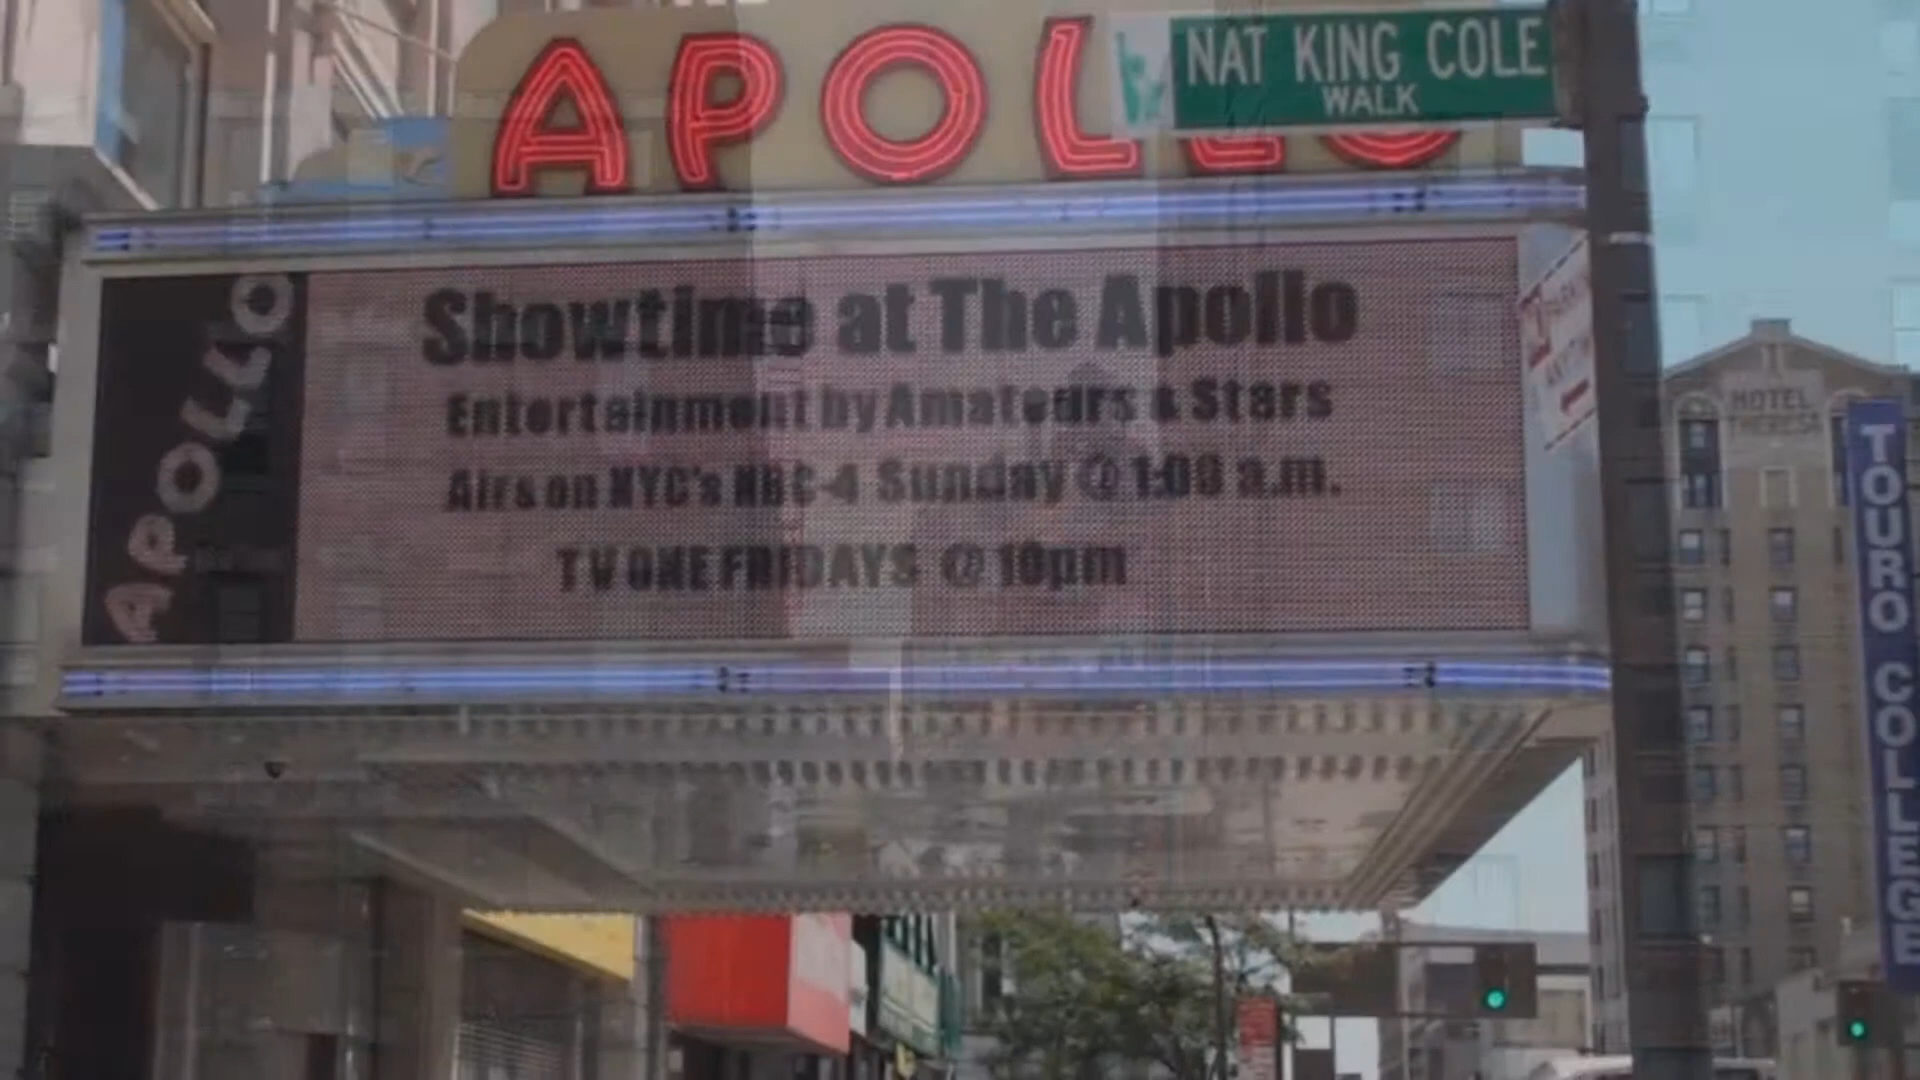 APOLLO
NAT KING COLE
WALK
APOLLO
Showtime at The Apollo
Entertainment by Amateurs & Stars
Airs on NYC's NBC-4 Sunday @ 1:00 a.m.
TV ONE FRIDAYS @ 10pm
HOTEL
TOURO COLLEGE